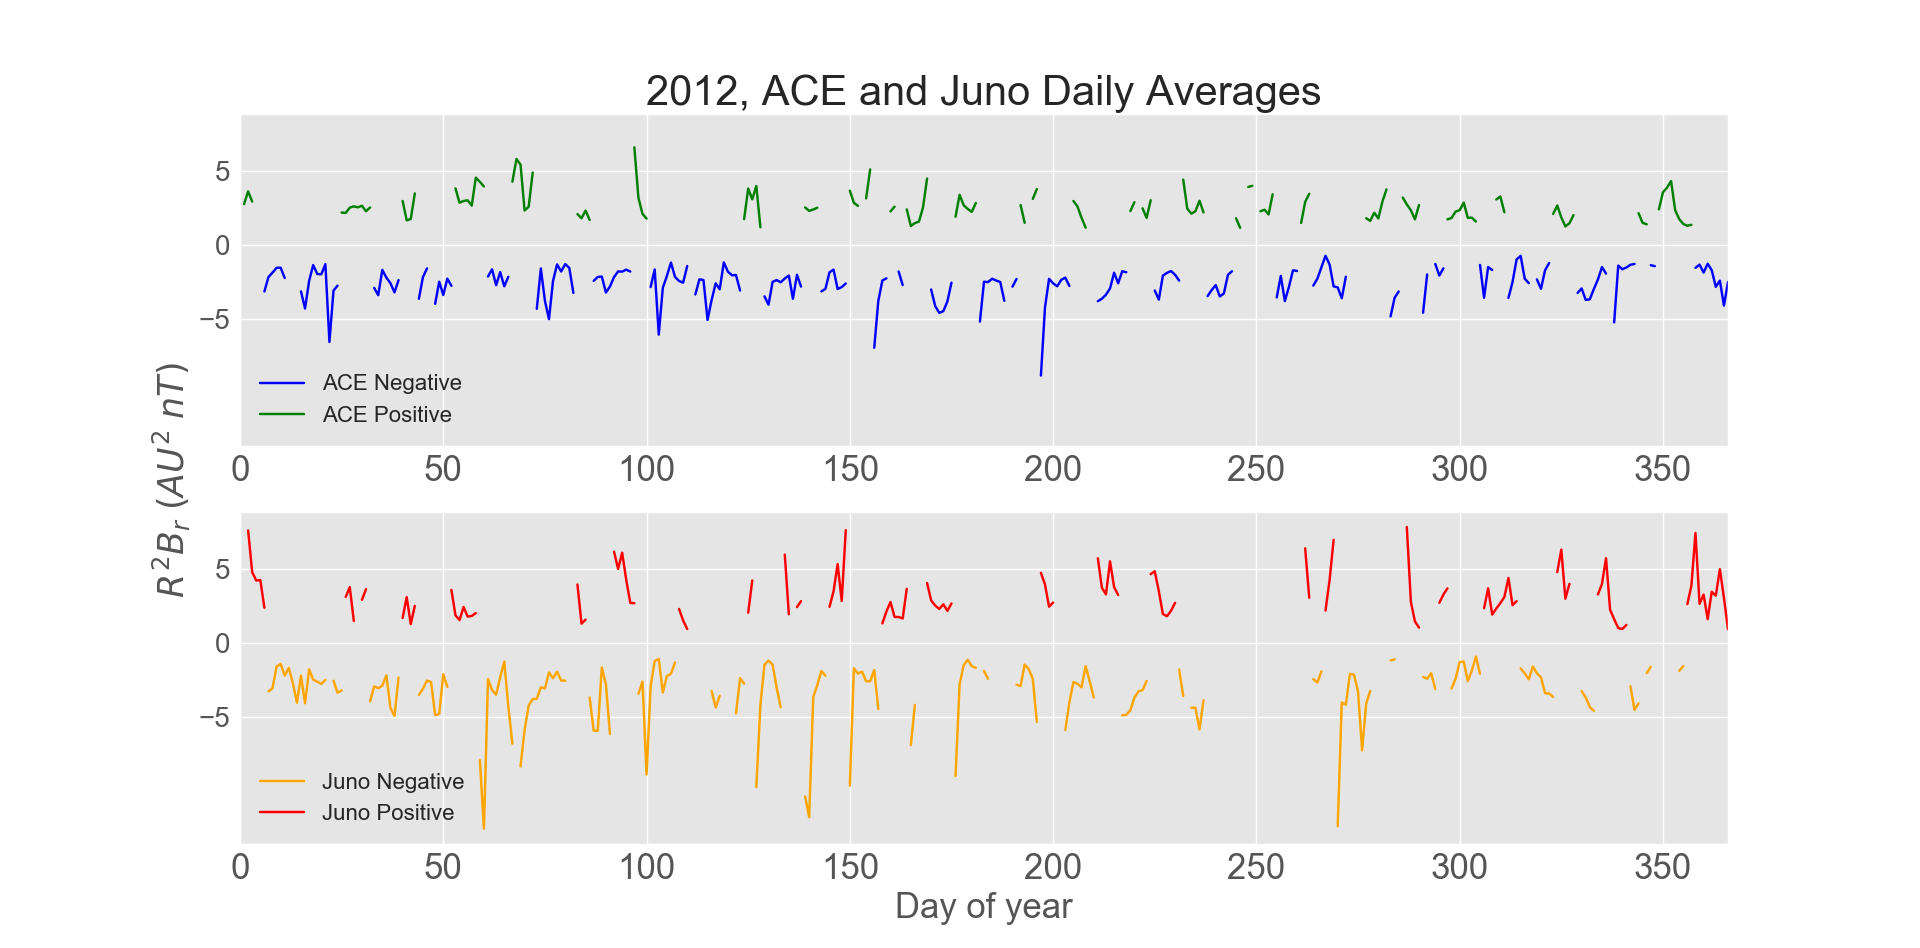 2012, ACE and Juno Daily Averages
R² Bᵣ (AU² nT)
5
0
−5
ACE Negative
ACE Positive
0 50 100 150 200 250 300 350
5
0
−5
Juno Negative
Juno Positive
0 50 100 150 200 250 300 350
Day of year